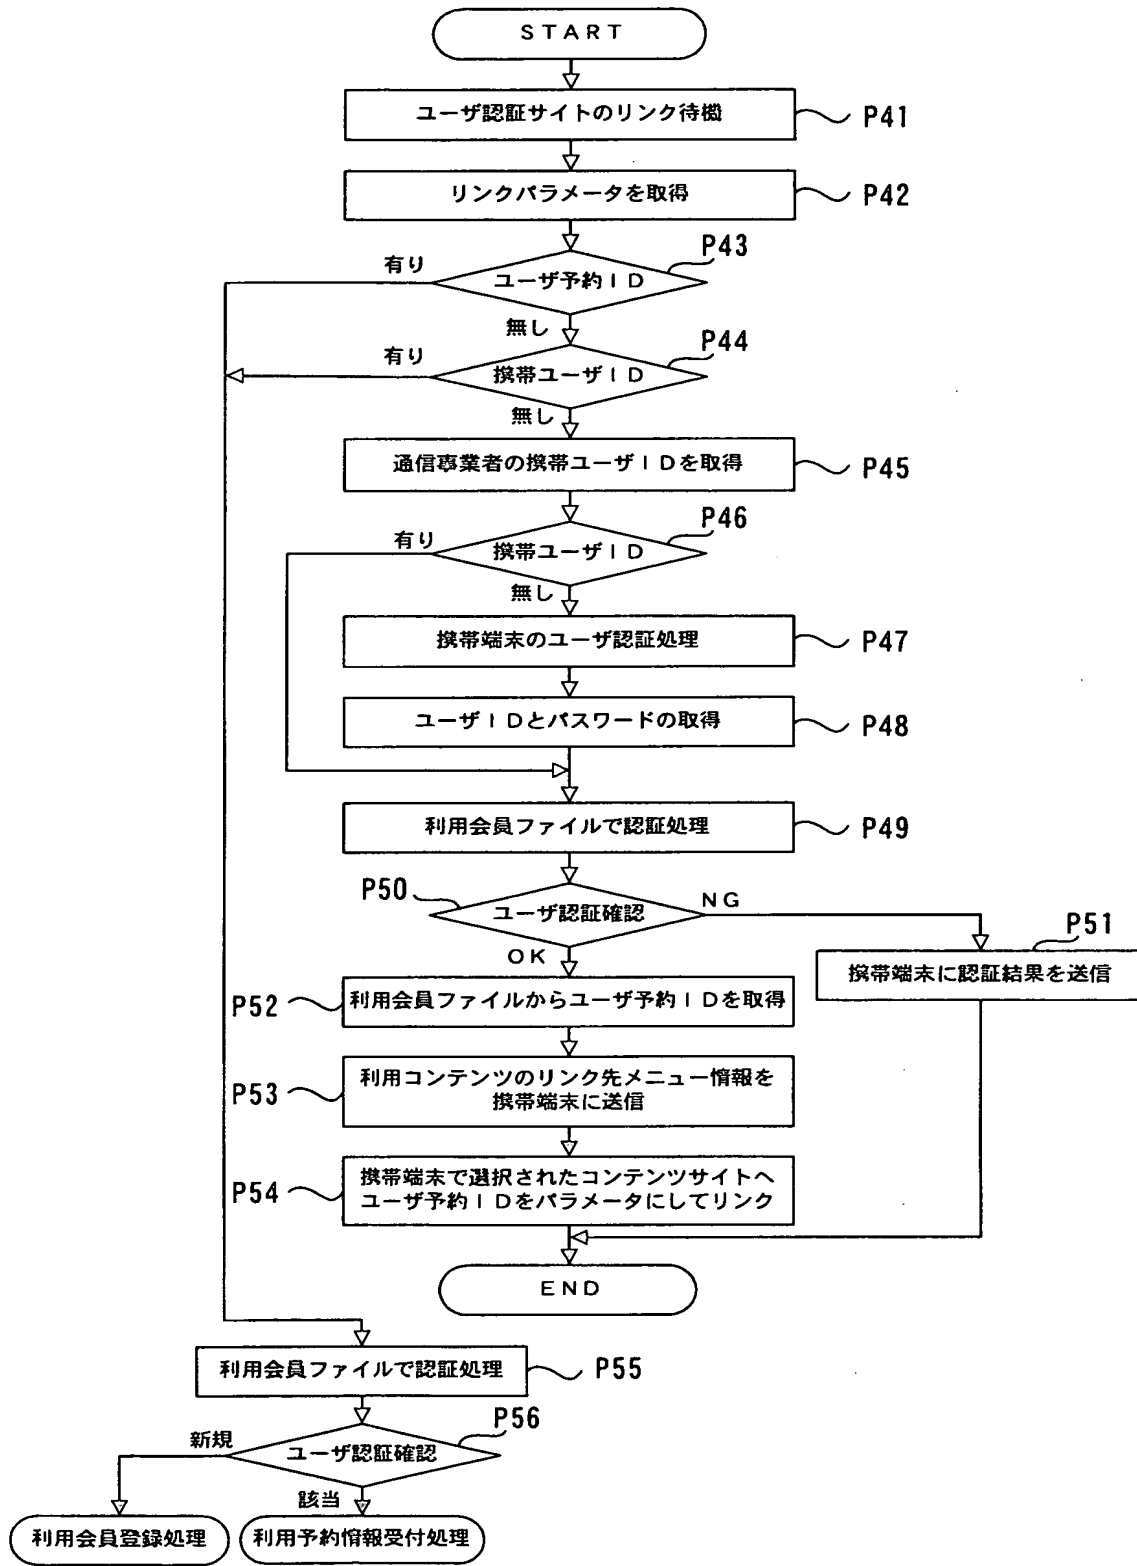 START
ユーザ認証サイトのリンク待機
P41
リンクパラメータを取得
P42
P43
有り
ユーザ予約ID
無し
P44
有り
携帯ユーザID
無し
通信事業者の携帯ユーザIDを取得
P45
P46
有り
携帯ユーザID
無し
携帯端末のユーザ認証処理
P47
ユーザIDとパスワードの取得
P48
利用会員ファイルで認証処理
P49
P50
ユーザ認証確認
NG
OK
P51
携帯端末に認証結果を送信
P52
利用会員ファイルからユーザ予約IDを取得
P53
利用コンテンツのリンク先メニュー情報を
携帯端末に送信
P54
携帯端末で選択されたコンテンツサイトへ
ユーザ予約IDをパラメータにしてリンク
END
利用会員ファイルで認証処理
P55
P56
新規
ユーザ認証確認
該当
利用会員登録処理
利用予約情報受付処理